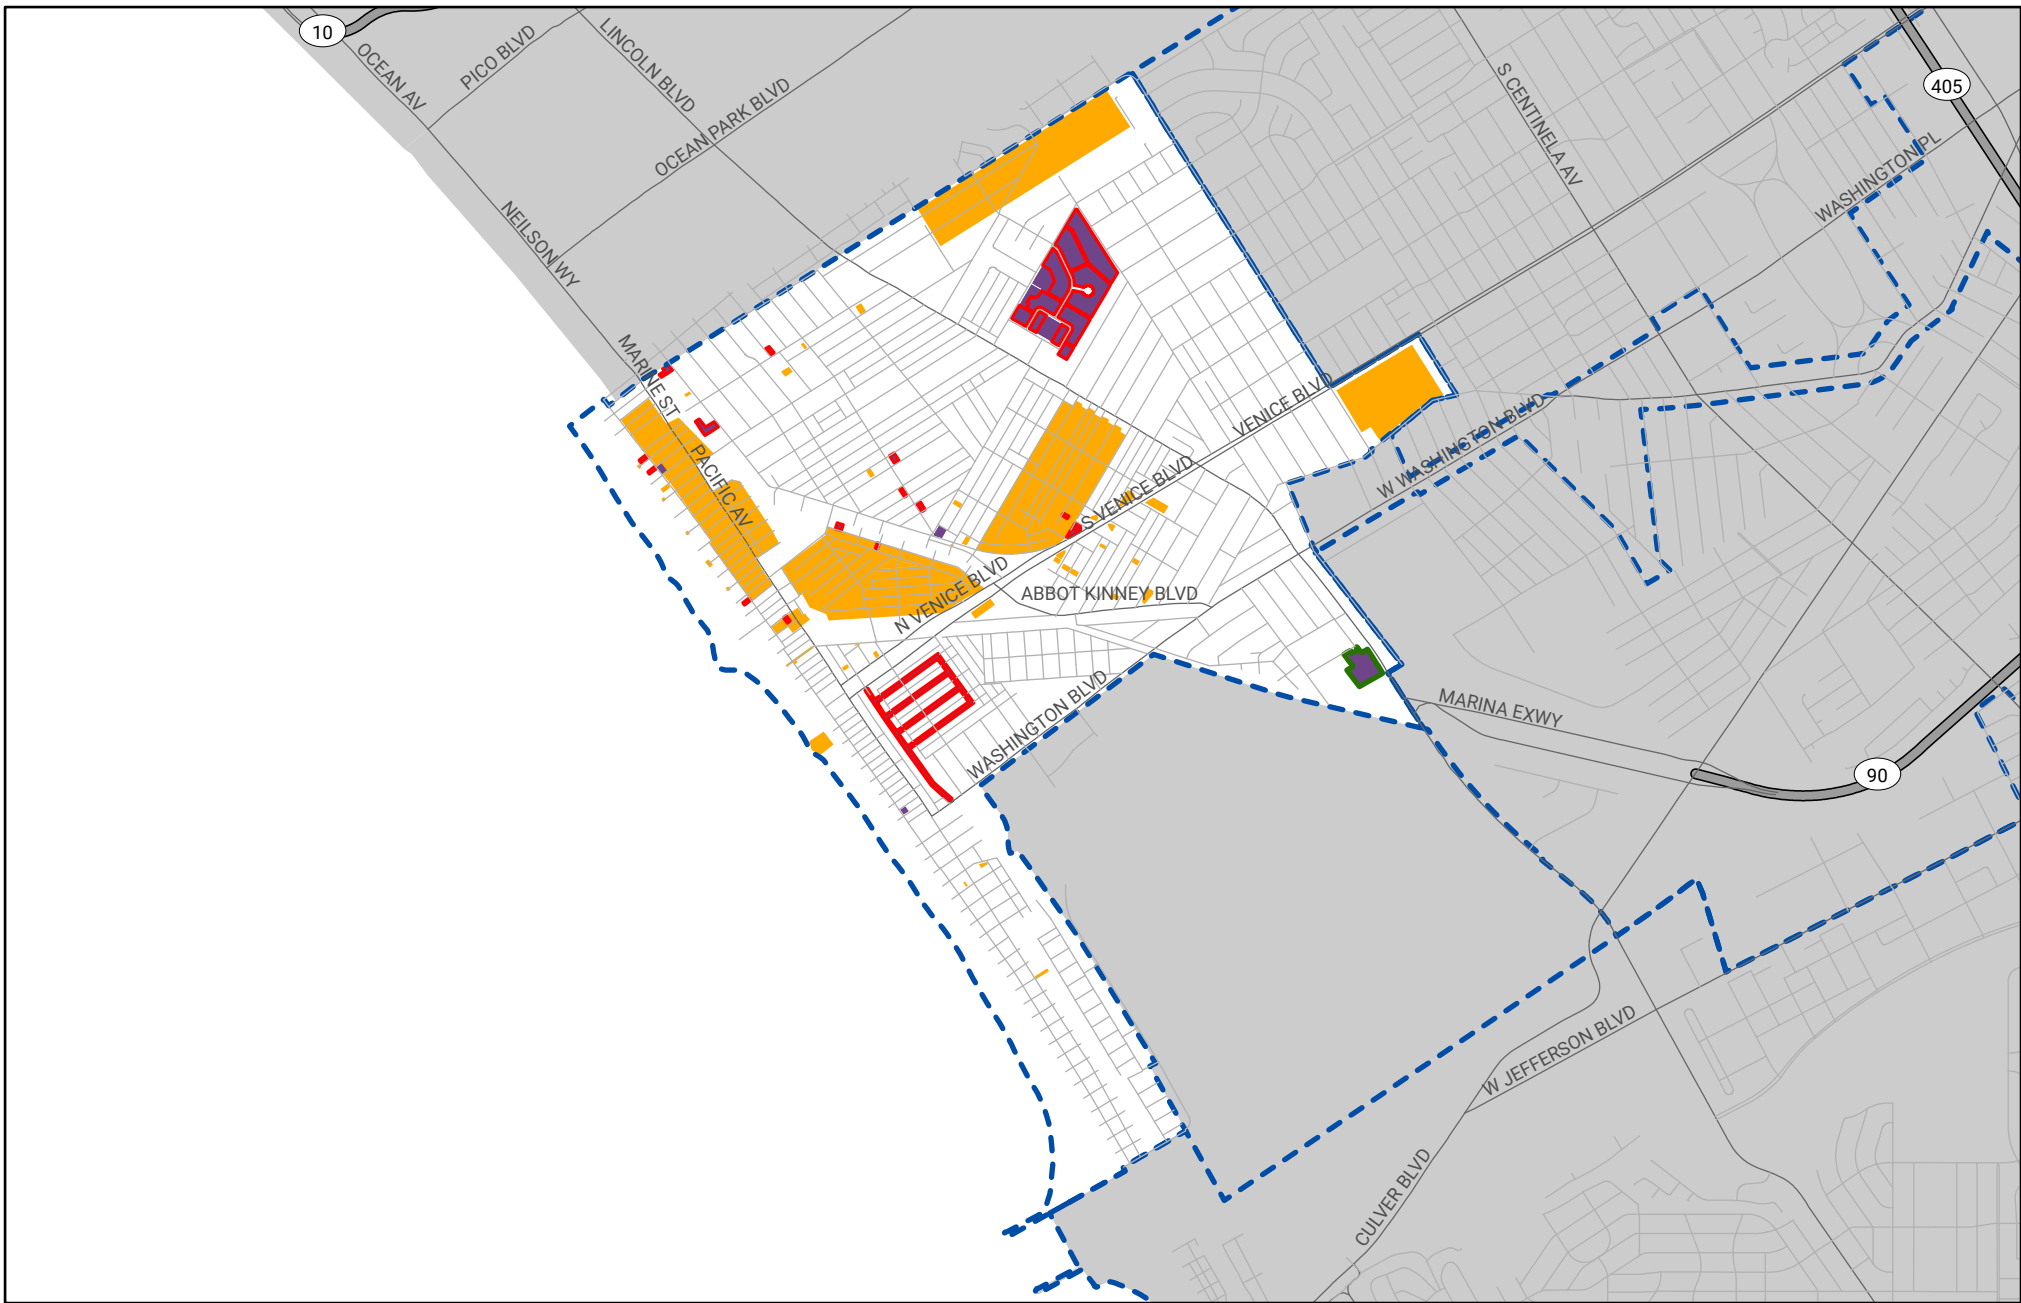 10
OCEAN AV
PICO BLVD
LINCOLN BLVD
OCEAN PARK BLVD
S CENTINELA AV
405
WASHINGTON PL
NEILSON WY
MARINE ST
PACIFIC AV
VENICE BLVD
W WASHINGTON BLVD
S VENICE BLVD
N VENICE BLVD
ABBOT KINNEY BLVD
WASHINGTON BLVD
MARINA EXWY
90
W JEFFERSON BLVD
CULVER BLVD